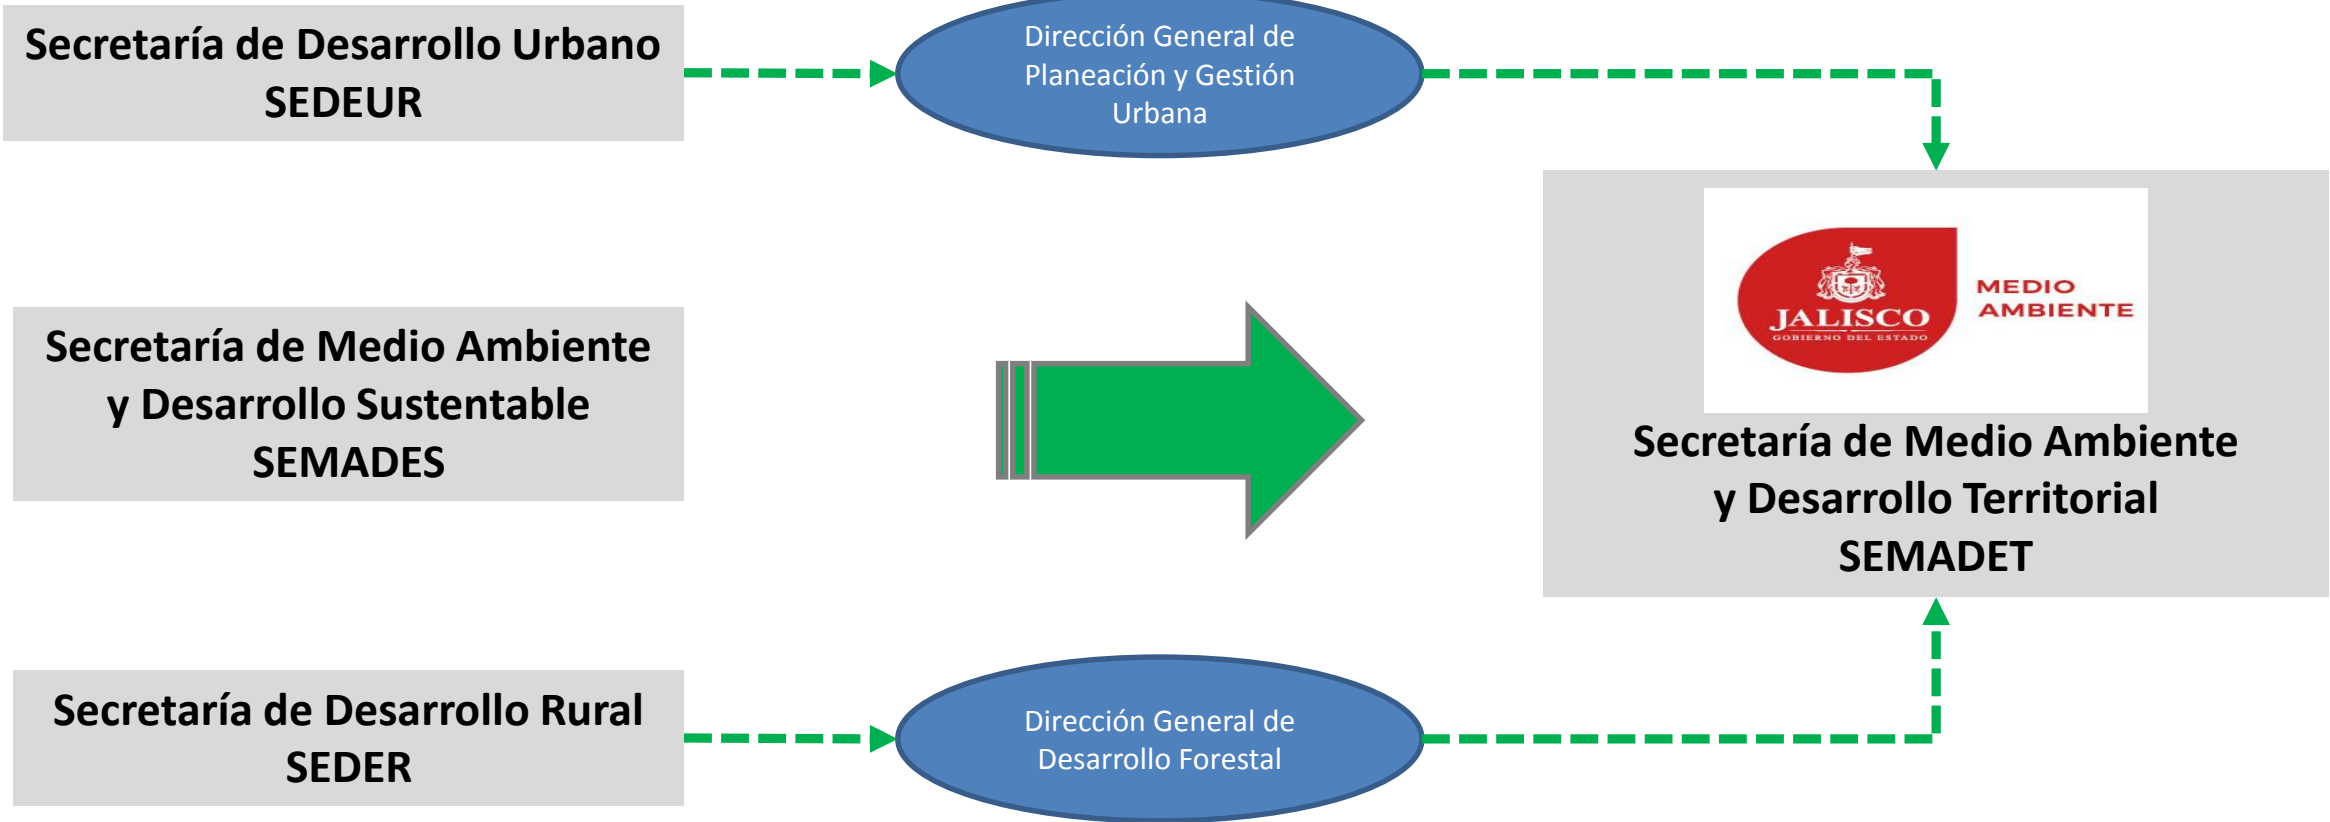 Secretaría de Desarrollo Urbano
SEDEUR
Dirección General de
Planeación y Gestión
Urbana
Secretaría de Medio Ambiente
y Desarrollo Sustentable
SEMADES
JALISCO
GOBIERNO DEL ESTADO
MEDIO
AMBIENTE
Secretaría de Medio Ambiente
y Desarrollo Territorial
SEMADET
Secretaría de Desarrollo Rural
SEDER
Dirección General de
Desarrollo Forestal